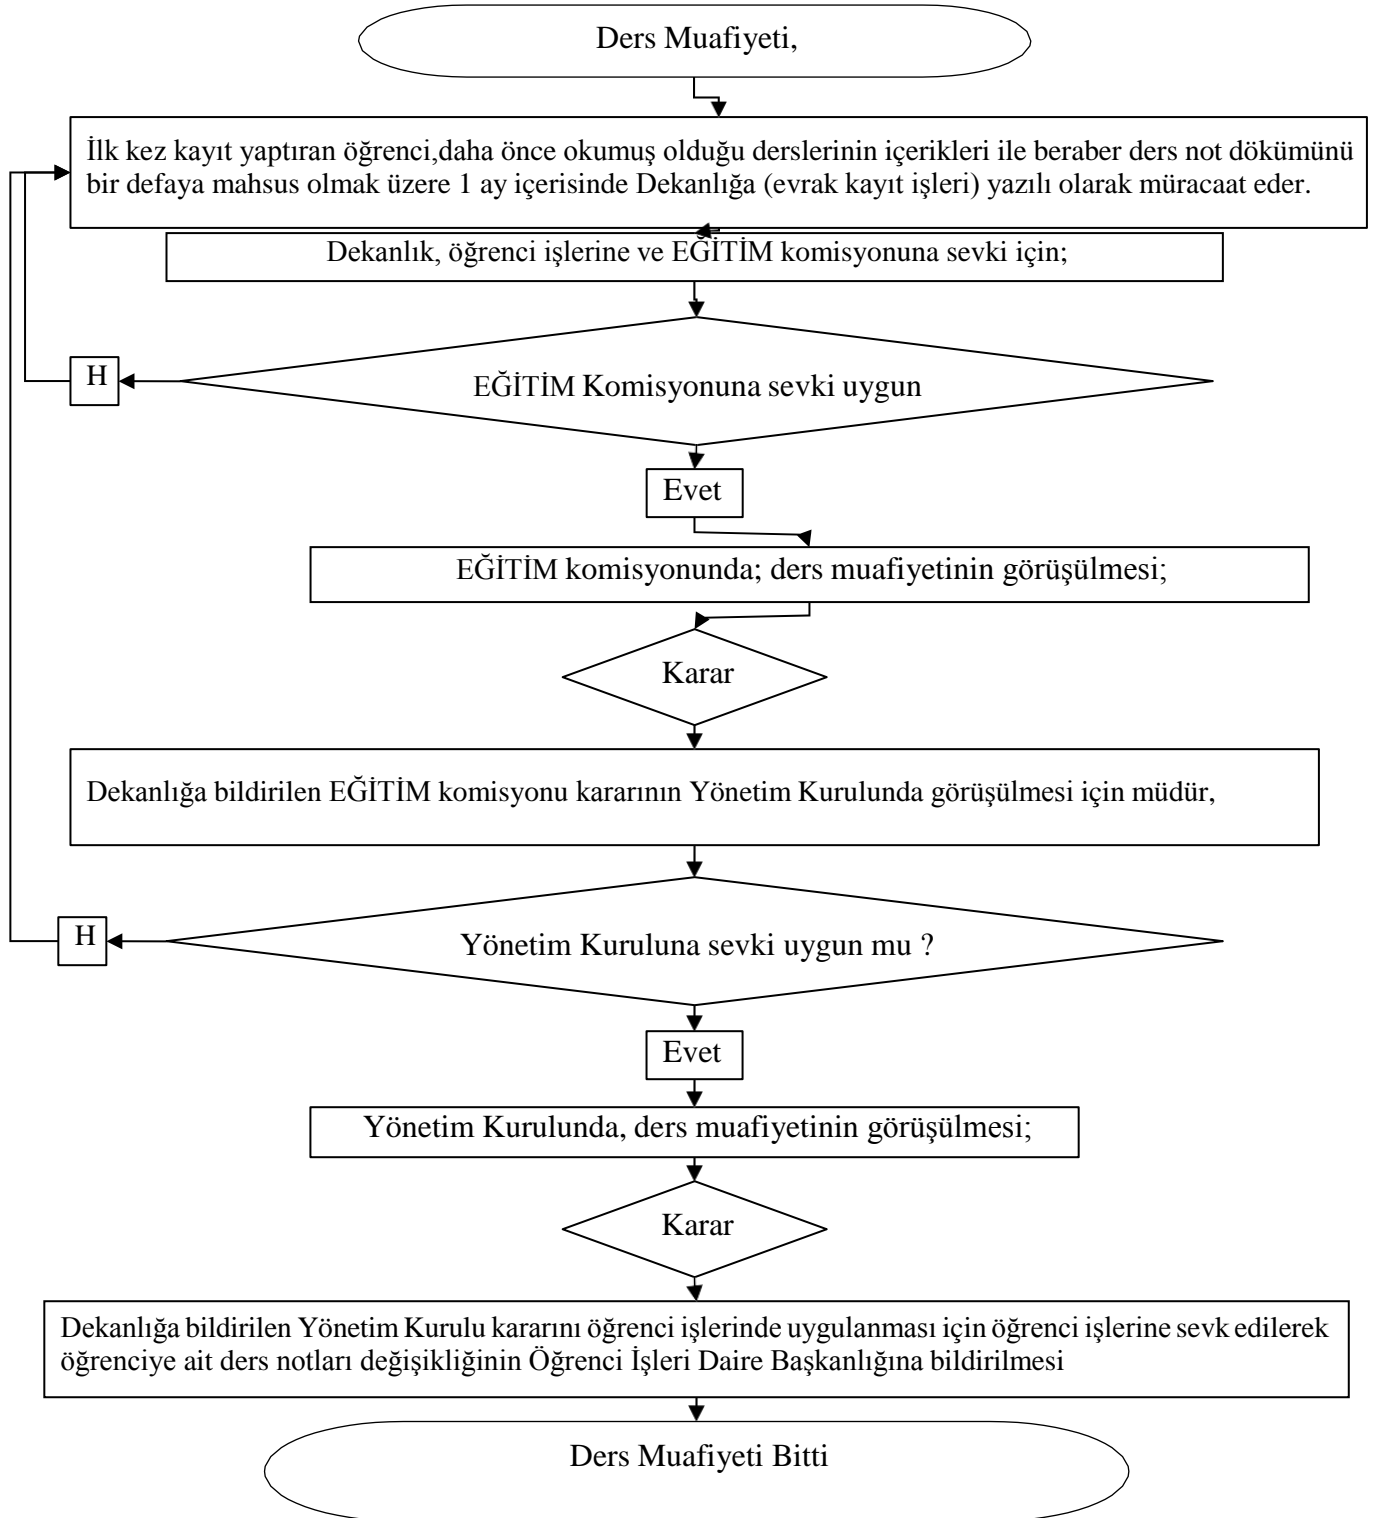 Ders Muafiyeti,
İlk kez kayıt yaptıran öğrenci,daha önce okumuş olduğu derslerinin içerikleri ile beraber ders not dökümünü
bir defaya mahsus olmak üzere 1 ay içerisinde Dekanlığa (evrak kayıt işleri) yazılı olarak müracaat eder.
Dekanlık, öğrenci işlerine ve EĞİTİM komisyonuna sevki için;
H
EĞİTİM Komisyonuna sevki uygun
Evet
EĞİTİM komisyonunda; ders muafiyetinin görüşülmesi;
Karar
Dekanlığa bildirilen EĞİTİM komisyonu kararının Yönetim Kurulunda görüşülmesi için müdür,
H
Yönetim Kuruluna sevki uygun mu ?
Evet
Yönetim Kurulunda, ders muafiyetinin görüşülmesi;
Karar
Dekanlığa bildirilen Yönetim Kurulu kararını öğrenci işlerinde uygulanması için öğrenci işlerine sevk edilerek
öğrenciye ait ders notları değişikliğinin Öğrenci İşleri Daire Başkanlığına bildirilmesi
Ders Muafiyeti Bitti